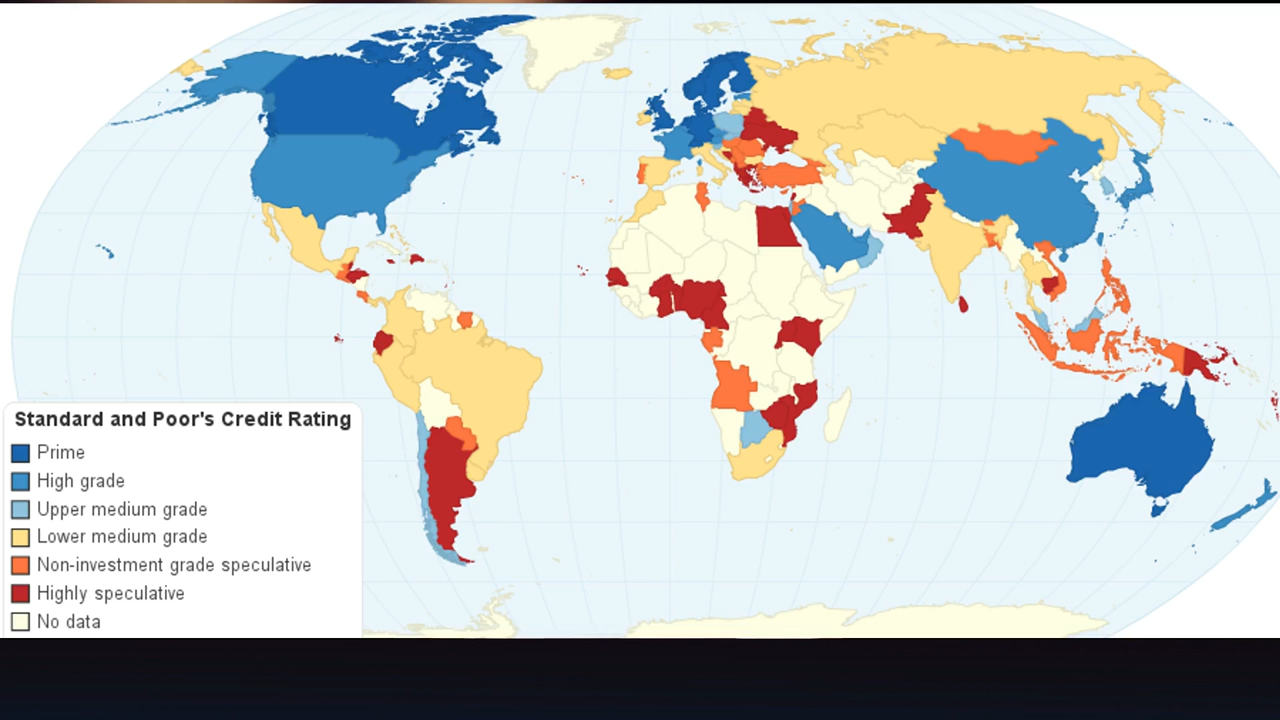 Standard and Poor's Credit Rating
Prime
High grade
Upper medium grade
Lower medium grade
Non-investment grade speculative
Highly speculative
No data